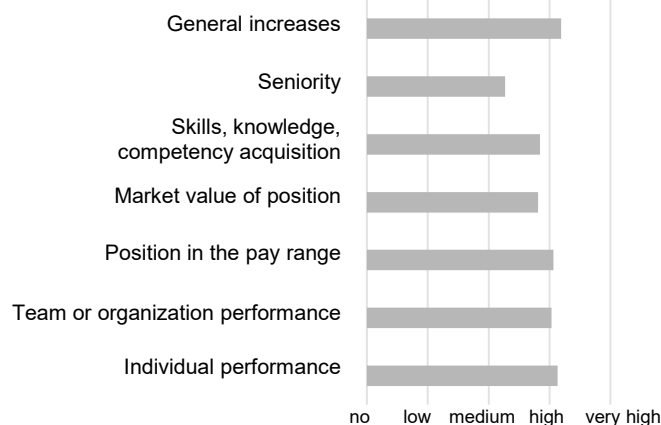 General increases
Seniority
Skills, knowledge,
competency acquisition
Market value of position
Position in the pay range
Team or organization performance
Individual performance
no low medium high very high